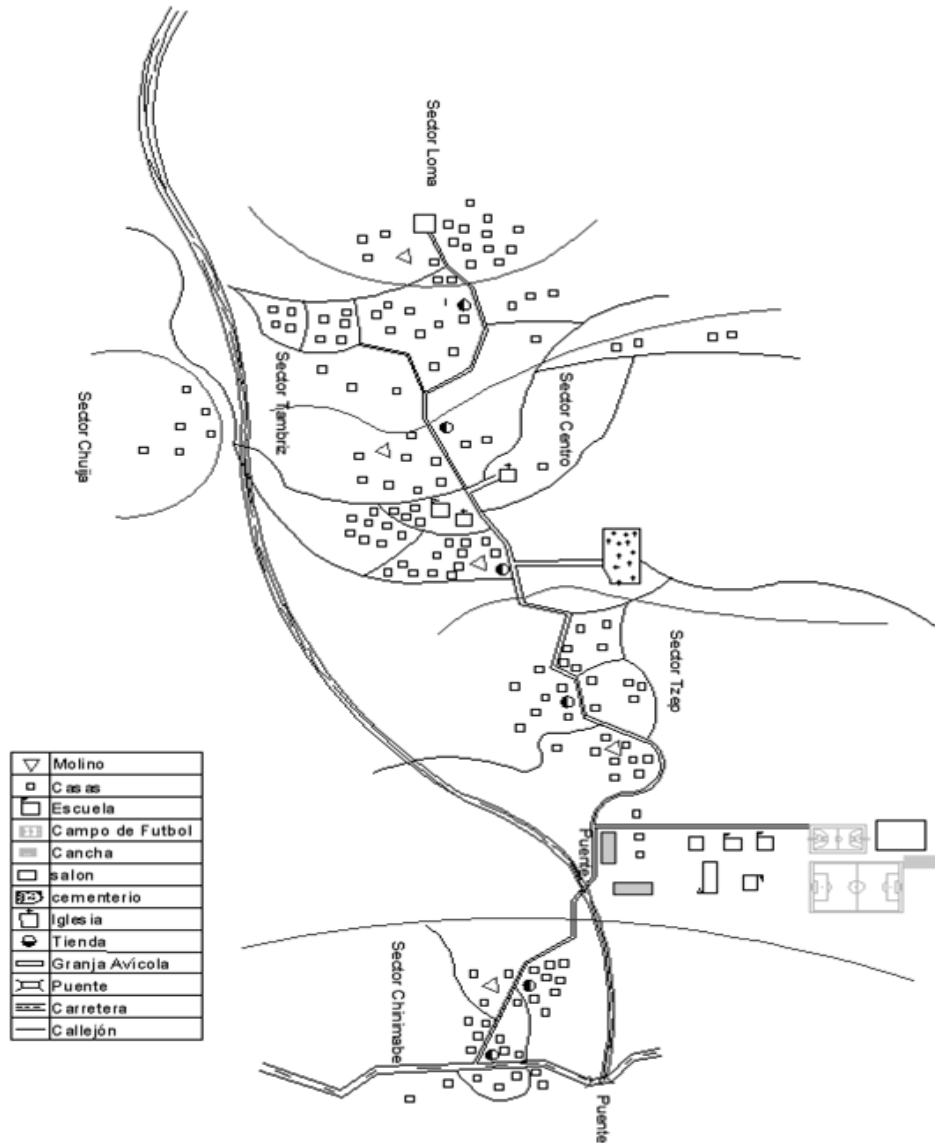 Sector Loma
Sector Tambriz
Sector Centro
Sector Chuija
Sector Tzep
Puente
Sector Chinimabe
Puente
Molino
Casas
Escuela
Campo de Futbol
Cancha
salon
cementerio
Iglesia
Tienda
Granja Avícola
Puente
Carretera
Callejón